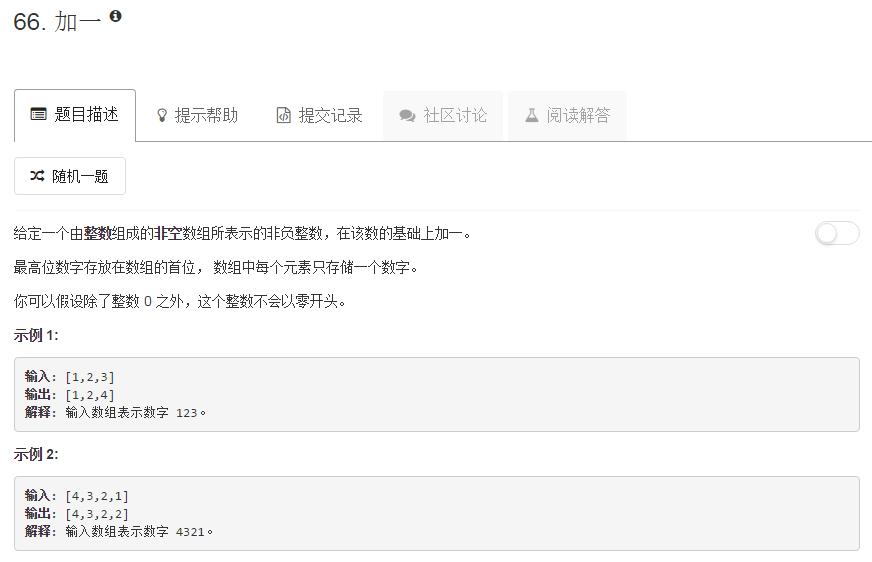 66. 加一
题目描述 提示帮助 提交记录 社区讨论 阅读解答
随机一题
给定一个由整数组成的非空数组所表示的非负整数，在该数的基础上加一。
最高位数字存放在数组的首位， 数组中每个元素只存储一个数字。
你可以假设除了整数 0 之外，这个整数不会以零开头。
示例 1:
输入: [1,2,3]
输出: [1,2,4]
解释: 输入数组表示数字 123。
示例 2:
输入: [4,3,2,1]
输出: [4,3,2,2]
解释: 输入数组表示数字 4321。